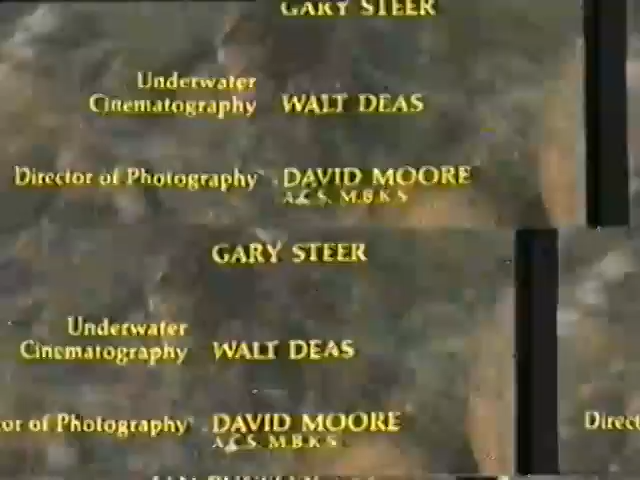 GARY STEER
Underwater
Cinematography WALT DEAS
Director of Photography DAVID MOORE
A.C.S. M.B.K.S.
GARY STEER
Underwater
Cinematography WALT DEAS
or of Photography DAVID MOORE
A.C.S. M.B.K.S.
Direct